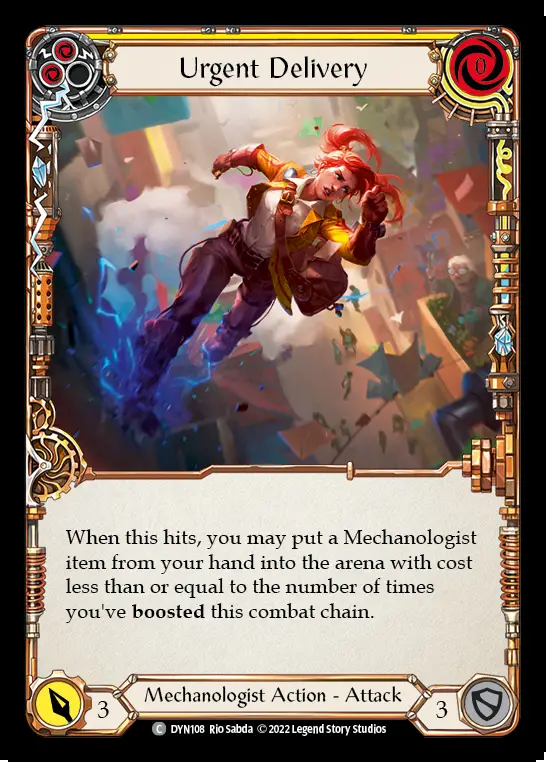 Urgent Delivery
0
When this hits, you may put a Mechanologist
item from your hand into the arena with cost
less than or equal to the number of times
you've boosted this combat chain.
3
Mechanologist Action - Attack
3
C DYN108 Rio Sabda ©2022 Legend Story Studios